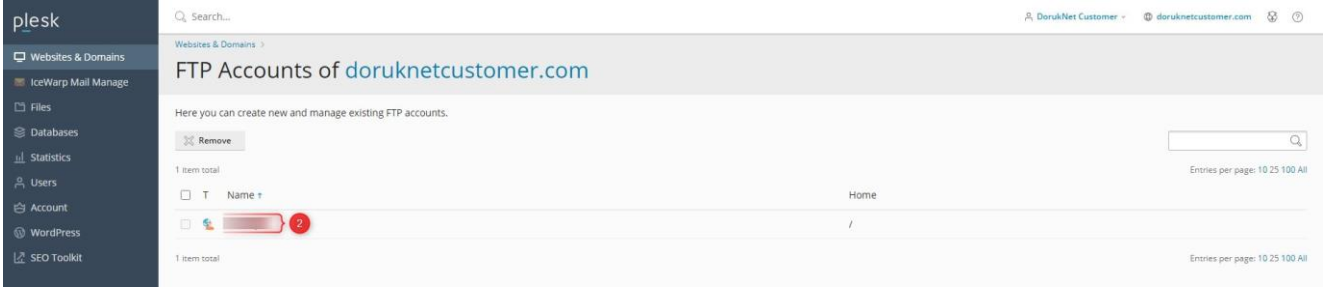 plesk
Search...
DorukNet Customer
doruknetcustomer.com
Websites & Domains
IceWarp Mail Manage
Files
Databases
Statistics
Users
Account
WordPress
SEO Toolkit
Websites & Domains >
FTP Accounts of doruknetcustomer.com
Here you can create new and manage existing FTP accounts.
Remove
1 item total
Entries per page: 10 25 100 All
T Name ↑ Home
2 /
1 item total
Entries per page: 10 25 100 All